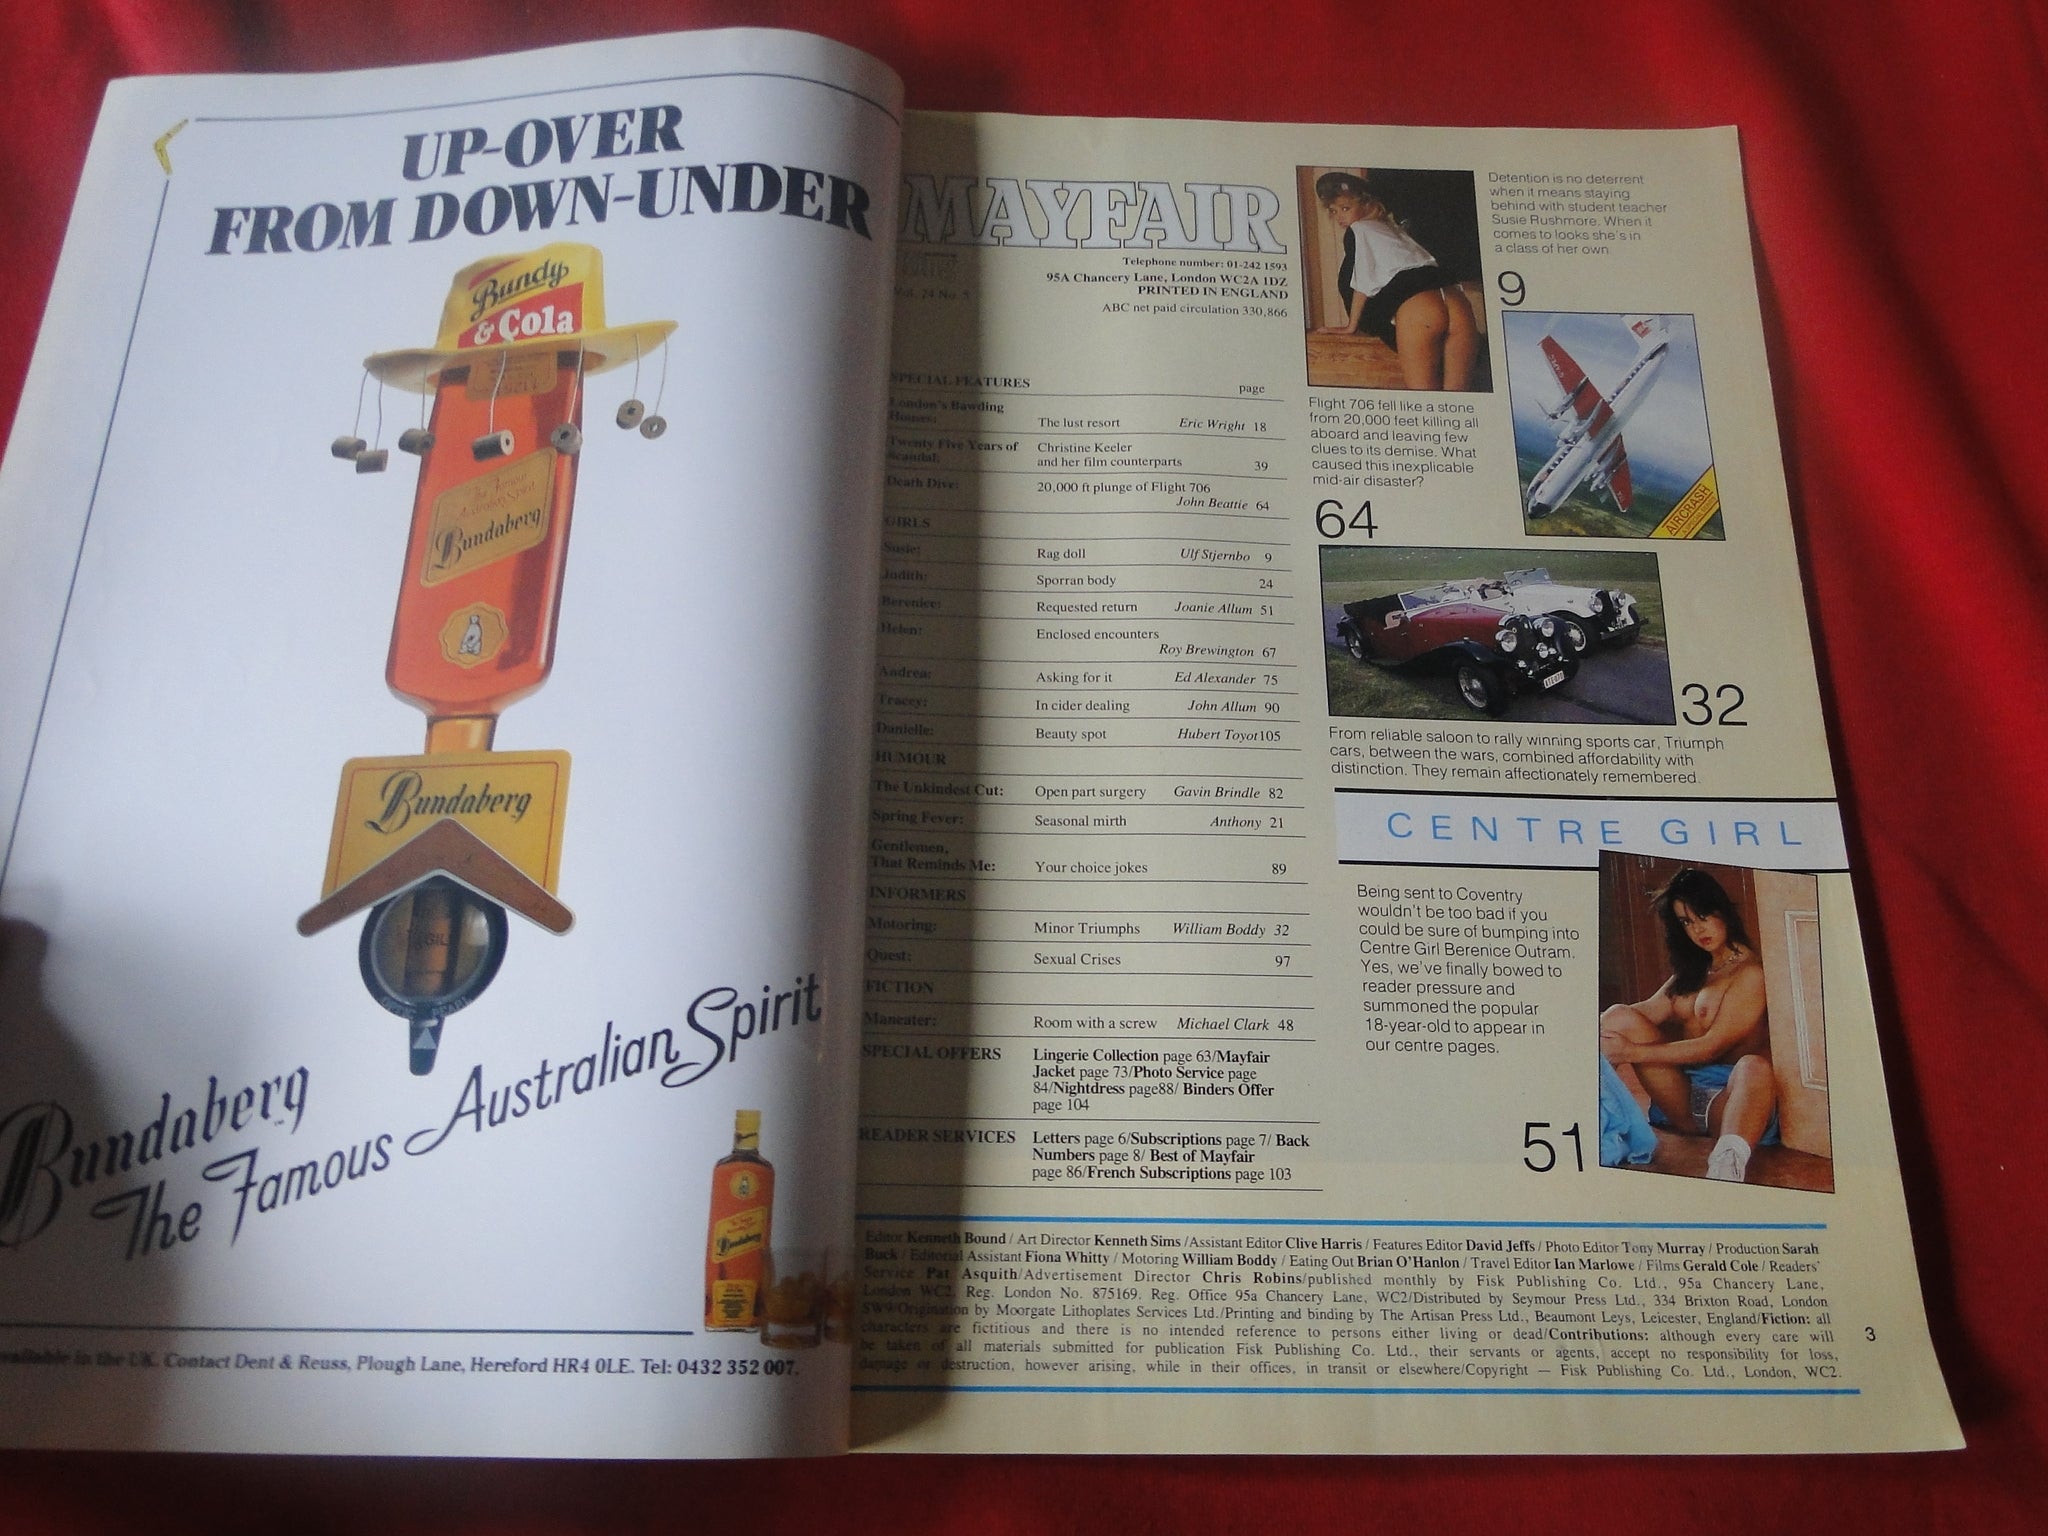 UP-OVER
FROM DOWN-UNDER
Bundy
& Cola
The Famous
Australian Spirit
Bundaberg
Bundaberg
Bundaberg
The Famous Australian Spirit
Bundaberg
available in the UK. Contact Dent & Reuss, Plough Lane, Hereford HR4 0LE. Tel: 0432 352 007.
MAYFAIR
Telephone number: 01-242 1593
95A Chancery Lane, London WC2A 1DZ
PRINTED IN ENGLAND
Vol. 24 No. 5
ABC net paid circulation 330,866
SPECIAL FEATURES page
London's Bawding
Houses: The lust resort Eric Wright 18
Twenty Five Years of Christine Keeler
Scandal: and her film counterparts 39
Death Dive: 20,000 ft plunge of Flight 706
John Beattie 64
GIRLS
Susie: Rag doll Ulf Stjernbo 9
Judith: Sporran body 24
Berenice: Requested return Joanie Allum 51
Helen: Enclosed encounters
Roy Brewington 67
Andrea: Asking for it Ed Alexander 75
Tracey: In cider dealing John Allum 90
Danielle: Beauty spot Hubert Toyot 105
HUMOUR
The Unkindest Cut: Open part surgery Gavin Brindle 82
Spring Fever: Seasonal mirth Anthony 21
Gentlemen,
That Reminds Me: Your choice jokes 89
INFORMERS
Motoring: Minor Triumphs William Boddy 32
Quest: Sexual Crises 97
FICTION
Maneater: Room with a screw Michael Clark 48
SPECIAL OFFERS Lingerie Collection page 63/Mayfair
Jacket page 73/Photo Service page
84/Nightdress page88/ Binders Offer
page 104
READER SERVICES Letters page 6/Subscriptions page 7/ Back
Numbers page 8/ Best of Mayfair
page 86/French Subscriptions page 103
Detention is no deterrent
when it means staying
behind with student teacher
Susie Rushmore. When it
comes to looks she's in
a class of her own.
9
Flight 706 fell like a stone
from 20,000 feet killing all
aboard and leaving few
clues to its demise. What
caused this inexplicable
mid-air disaster?
64
AIRCRASH
32
From reliable saloon to rally winning sports car, Triumph
cars, between the wars, combined affordability with
distinction. They remain affectionately remembered.
CENTRE GIRL
Being sent to Coventry
wouldn't be too bad if you
could be sure of bumping into
Centre Girl Berenice Outram.
Yes, we've finally bowed to
reader pressure and
summoned the popular
18-year-old to appear in
our centre pages.
51
Editor Kenneth Bound / Art Director Kenneth Sims /Assistant Editor Clive Harris / Features Editor David Jeffs / Photo Editor Tony Murray / Production Sarah
Buck / Editorial Assistant Fiona Whitty / Motoring William Boddy / Eating Out Brian O'Hanlon / Travel Editor Ian Marlowe / Films Gerald Cole / Readers'
Service Pat Asquith/Advertisement Director Chris Robins/published monthly by Fisk Publishing Co. Ltd., 95a Chancery Lane,
London WC2. Reg. London No. 875169. Reg. Office 95a Chancery Lane, WC2/Distributed by Seymour Press Ltd., 334 Brixton Road, London
SW9/Origination by Moorgate Lithoplates Services Ltd./Printing and binding by The Artisan Press Ltd., Beaumont Leys, Leicester, England/Fiction: all
characters are fictitious and there is no intended reference to persons either living or dead/Contributions: although every care will
be taken of all materials submitted for publication Fisk Publishing Co. Ltd., their servants or agents, accept no responsibility for loss,
damage or destruction, however arising, while in their offices, in transit or elsewhere/Copyright — Fisk Publishing Co. Ltd., London, WC2.
3